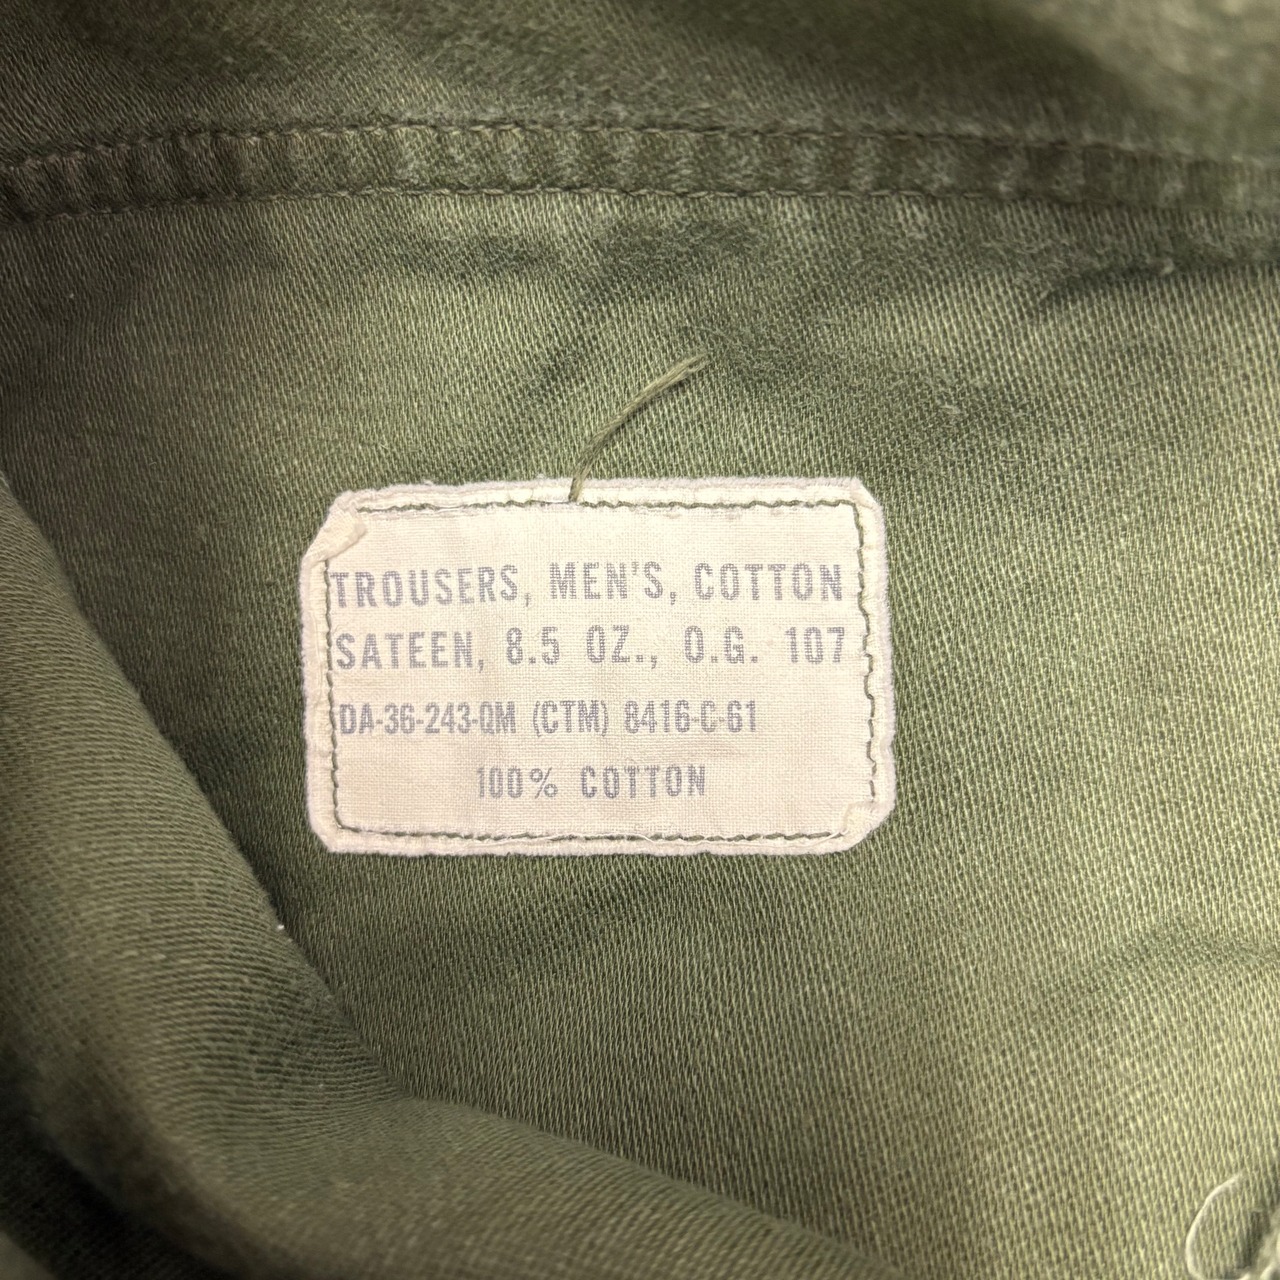 TROUSERS, MEN'S, COTTON
SATEEN, 8.5 OZ., O.G. 107
DA-36-243-QM (CTM) 8416-C-61
100% COTTON